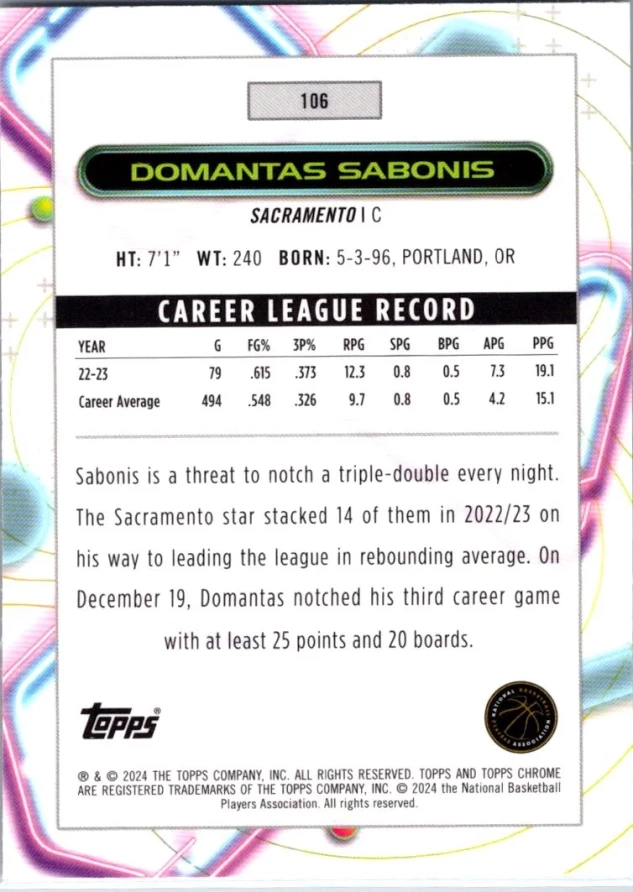 106
DOMANTAS SABONIS
SACRAMENTO | C
HT: 7'1" WT: 240 BORN: 5-3-96, PORTLAND, OR
CAREER LEAGUE RECORD
YEAR G FG% 3P% RPG SPG BPG APG PPG
22-23 79 .615 .373 12.3 0.8 0.5 7.3 19.1
Career Average 494 .548 .326 9.7 0.8 0.5 4.2 15.1
Sabonis is a threat to notch a triple-double every night.
The Sacramento star stacked 14 of them in 2022/23 on
his way to leading the league in rebounding average. On
December 19, Domantas notched his third career game
with at least 25 points and 20 boards.
Topps®
NATIONAL BASKETBALL PLAYERS ASSOCIATION
® & © 2024 THE TOPPS COMPANY, INC. ALL RIGHTS RESERVED. TOPPS AND TOPPS CHROME
ARE REGISTERED TRADEMARKS OF THE TOPPS COMPANY, INC. © 2024 the National Basketball
Players Association. All rights reserved.